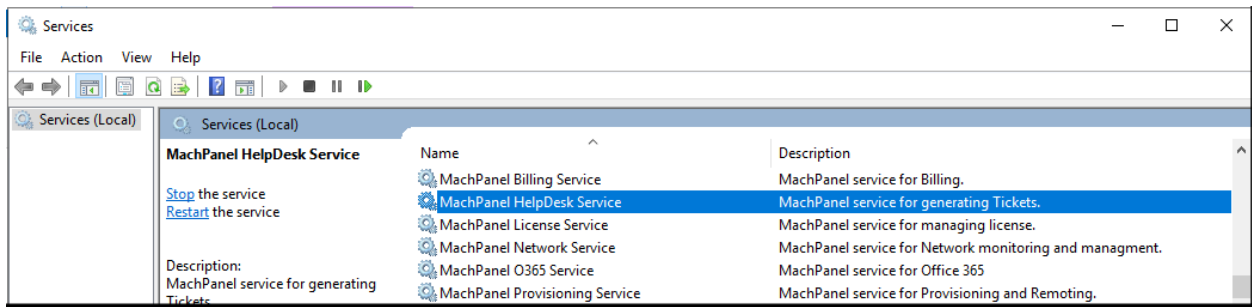 Services
File Action View Help
Services (Local)
Services (Local)
MachPanel HelpDesk Service
Stop the service
Restart the service
Description:
MachPanel service for generating
Tickets
Name Description
MachPanel Billing Service MachPanel service for Billing.
MachPanel HelpDesk Service MachPanel service for generating Tickets.
MachPanel License Service MachPanel service for managing license.
MachPanel Network Service MachPanel service for Network monitoring and managment.
MachPanel O365 Service MachPanel service for Office 365
MachPanel Provisioning Service MachPanel service for Provisioning and Remoting.